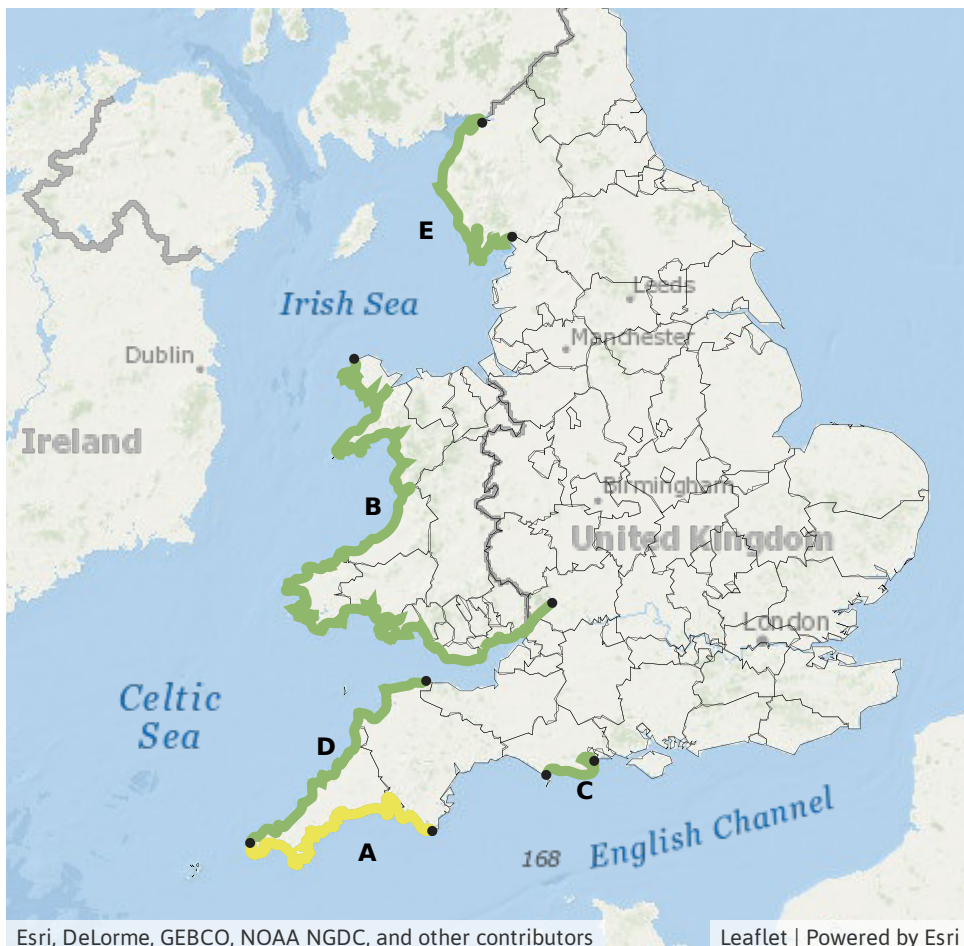 E
Leeds
Irish Sea
Manchester
Dublin
Ireland
B
Birmingham
United Kingdom
London
Celtic
Sea
D
C
A
168
English Channel
Esri, DeLorme, GEBCO, NOAA NGDC, and other contributors
Leaflet | Powered by Esri